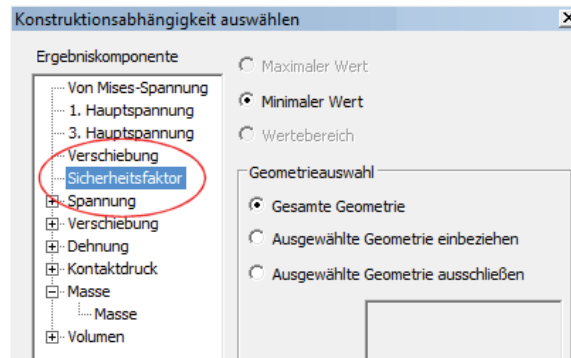 Konstruktionsabhängigkeit auswählen
Ergebniskomponente
Von Mises-Spannung
1. Hauptspannung
3. Hauptspannung
Verschiebung
Sicherheitsfaktor
Spannung
Verschiebung
Dehnung
Kontaktdruck
Masse
Masse
Volumen
Maximaler Wert
Minimaler Wert
Wertebereich
Geometrieauswahl
Gesamte Geometrie
Ausgewählte Geometrie einbeziehen
Ausgewählte Geometrie ausschließen